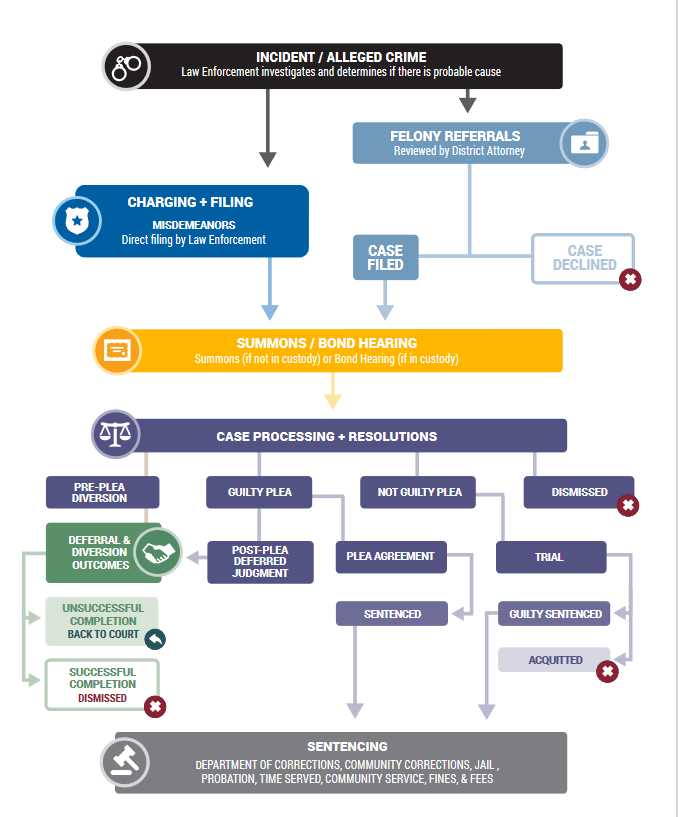 INCIDENT / ALLEGED CRIME
Law Enforcement investigates and determines if there is probable cause
FELONY REFERRALS
Reviewed by District Attorney
CHARGING + FILING
MISDEMEANORS
Direct filing by Law Enforcement
CASE
FILED
CASE
DECLINED
SUMMONS / BOND HEARING
Summons (if not in custody) or Bond Hearing (if in custody)
CASE PROCESSING + RESOLUTIONS
PRE-PLEA
DIVERSION
GUILTY PLEA
NOT GUILTY PLEA
DISMISSED
DEFERRAL &
DIVERSION
OUTCOMES
POST-PLEA
DEFERRED
JUDGMENT
PLEA AGREEMENT
TRIAL
UNSUCCESSFUL
COMPLETION
BACK TO COURT
SENTENCED
GUILTY SENTENCED
ACQUITTED
SUCCESSFUL
COMPLETION
DISMISSED
SENTENCING
DEPARTMENT OF CORRECTIONS, COMMUNITY CORRECTIONS, JAIL ,
PROBATION, TIME SERVED, COMMUNITY SERVICE, FINES, & FEES